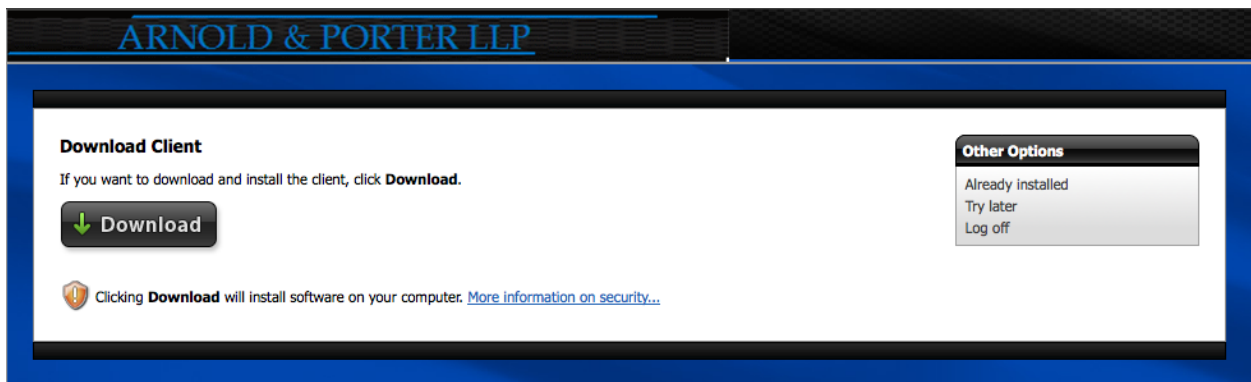 ARNOLD & PORTER LLP
Download Client
If you want to download and install the client, click Download.
Download
Clicking Download will install software on your computer. More information on security...
Other Options
Already installed
Try later
Log off